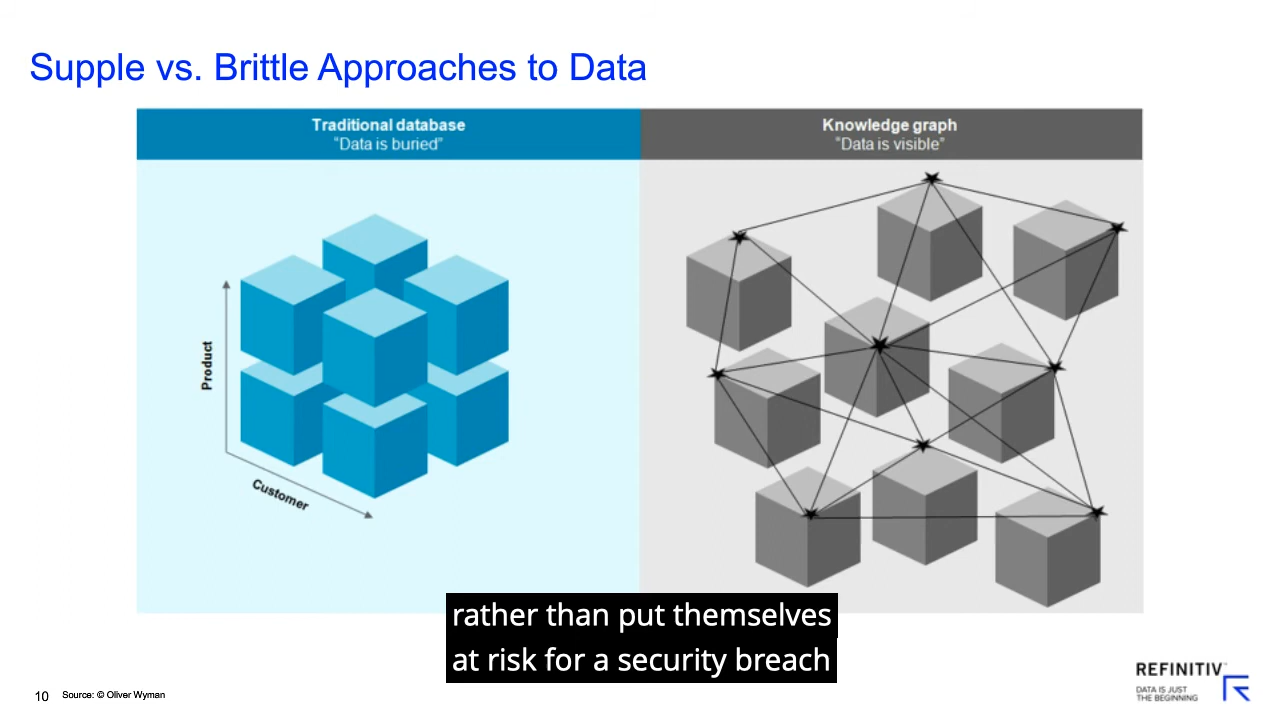 Supple vs. Brittle Approaches to Data
Traditional database
"Data is buried"
Knowledge graph
"Data is visible"
Product
Customer
rather than put themselves
at risk for a security breach
10
Source: © Oliver Wyman
REFINITIV
DATA IS JUST
THE BEGINNING